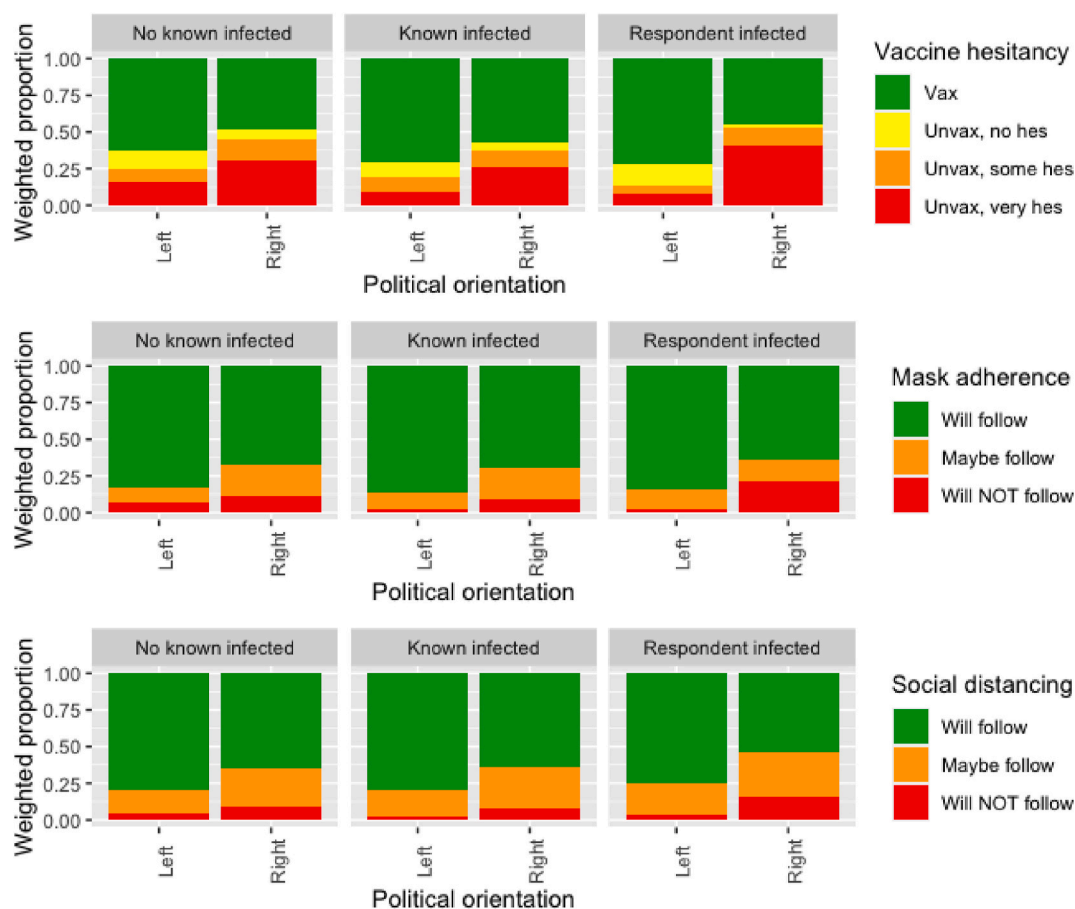 No known infected
Known infected
Respondent infected
Weighted proportion
1.00
0.75
0.50
0.25
0.00
Left
Right
Left
Right
Left
Right
Political orientation
Vaccine hesitancy
Vax
Unvax, no hes
Unvax, some hes
Unvax, very hes
No known infected
Known infected
Respondent infected
Weighted proportion
1.00
0.75
0.50
0.25
0.00
Left
Right
Left
Right
Left
Right
Political orientation
Mask adherence
Will follow
Maybe follow
Will NOT follow
No known infected
Known infected
Respondent infected
Weighted proportion
1.00
0.75
0.50
0.25
0.00
Left
Right
Left
Right
Left
Right
Political orientation
Social distancing
Will follow
Maybe follow
Will NOT follow